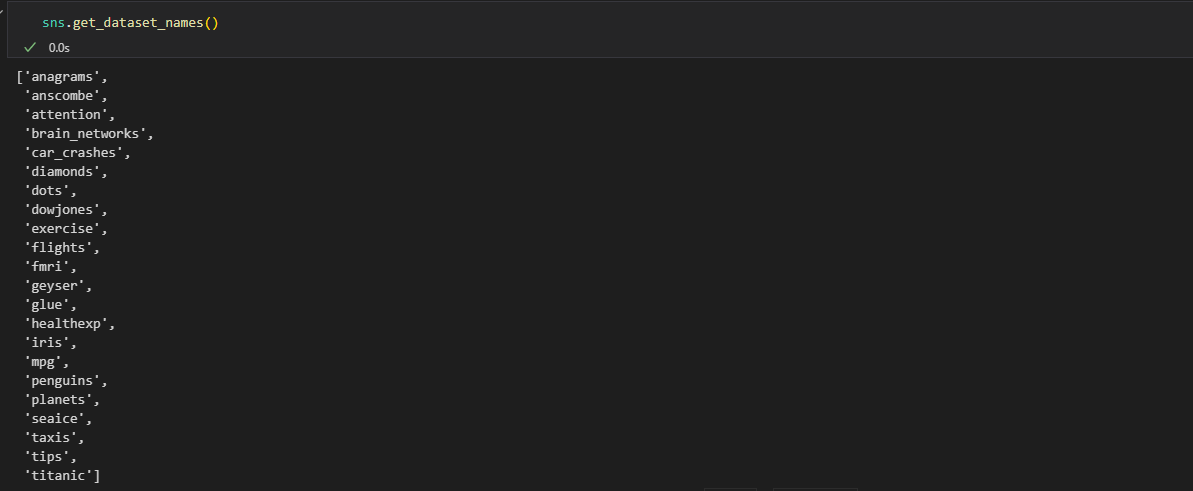 sns.get_dataset_names()
0.0s
['anagrams',
'anscombe',
'attention',
'brain_networks',
'car_crashes',
'diamonds',
'dots',
'dowjones',
'exercise',
'flights',
'fmri',
'geyser',
'glue',
'healthexp',
'iris',
'mpg',
'penguins',
'planets',
'seaice',
'taxis',
'tips',
'titanic']